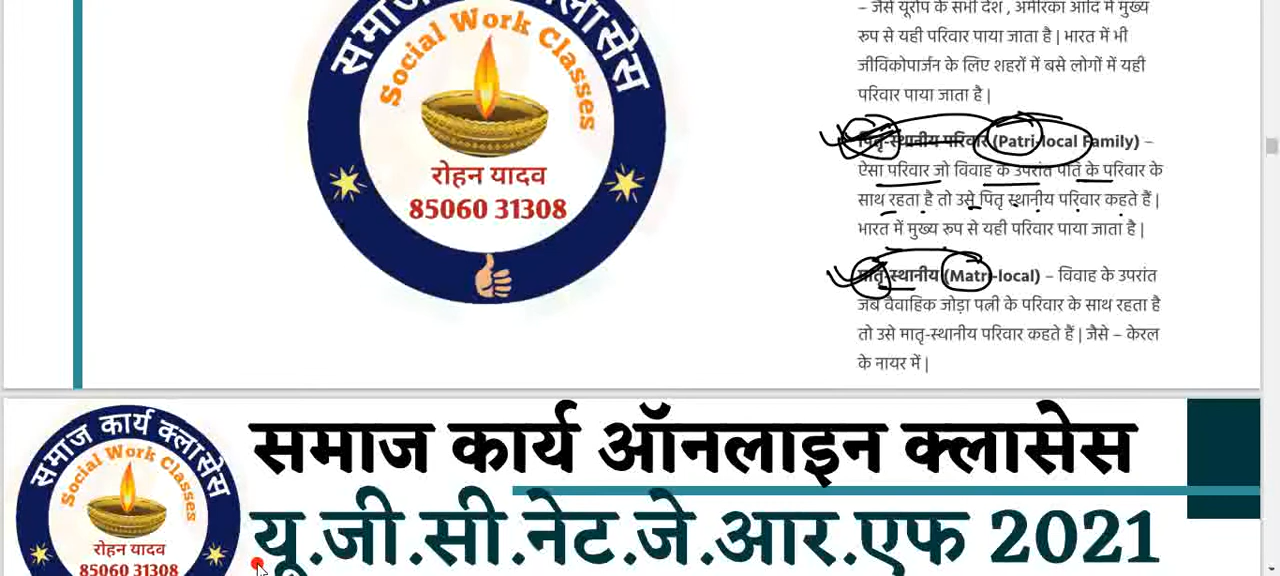 समाज कार्य क्लासेस
Social Work Classes
रोहन यादव
85060 31308
– जैसे यूरोप के सभी देश , अमेरिका आदि में मुख्य
रूप से यही परिवार पाया जाता है | भारत में भी
जीविकोपार्जन के लिए शहरों में बसे लोगों में यही
परिवार पाया जाता है |
पितृ-स्थानीय परिवार (Patri-local Family) –
ऐसा परिवार जो विवाह के उपरांत पति के परिवार के
साथ रहता है तो उसे पितृ स्थानीय परिवार कहते हैं |
भारत में मुख्य रूप से यही परिवार पाया जाता है |
मातृ-स्थानीय (Matri-local) – विवाह के उपरांत
जब वैवाहिक जोड़ा पत्नी के परिवार के साथ रहता है
तो उसे मातृ-स्थानीय परिवार कहते हैं | जैसे – केरल
के नायर में |
समाज कार्य क्लासेस
Social Work Classes
रोहन यादव
85060 31308
समाज कार्य ऑनलाइन क्लासेस
यू.जी.सी.नेट.जे.आर.एफ 2021